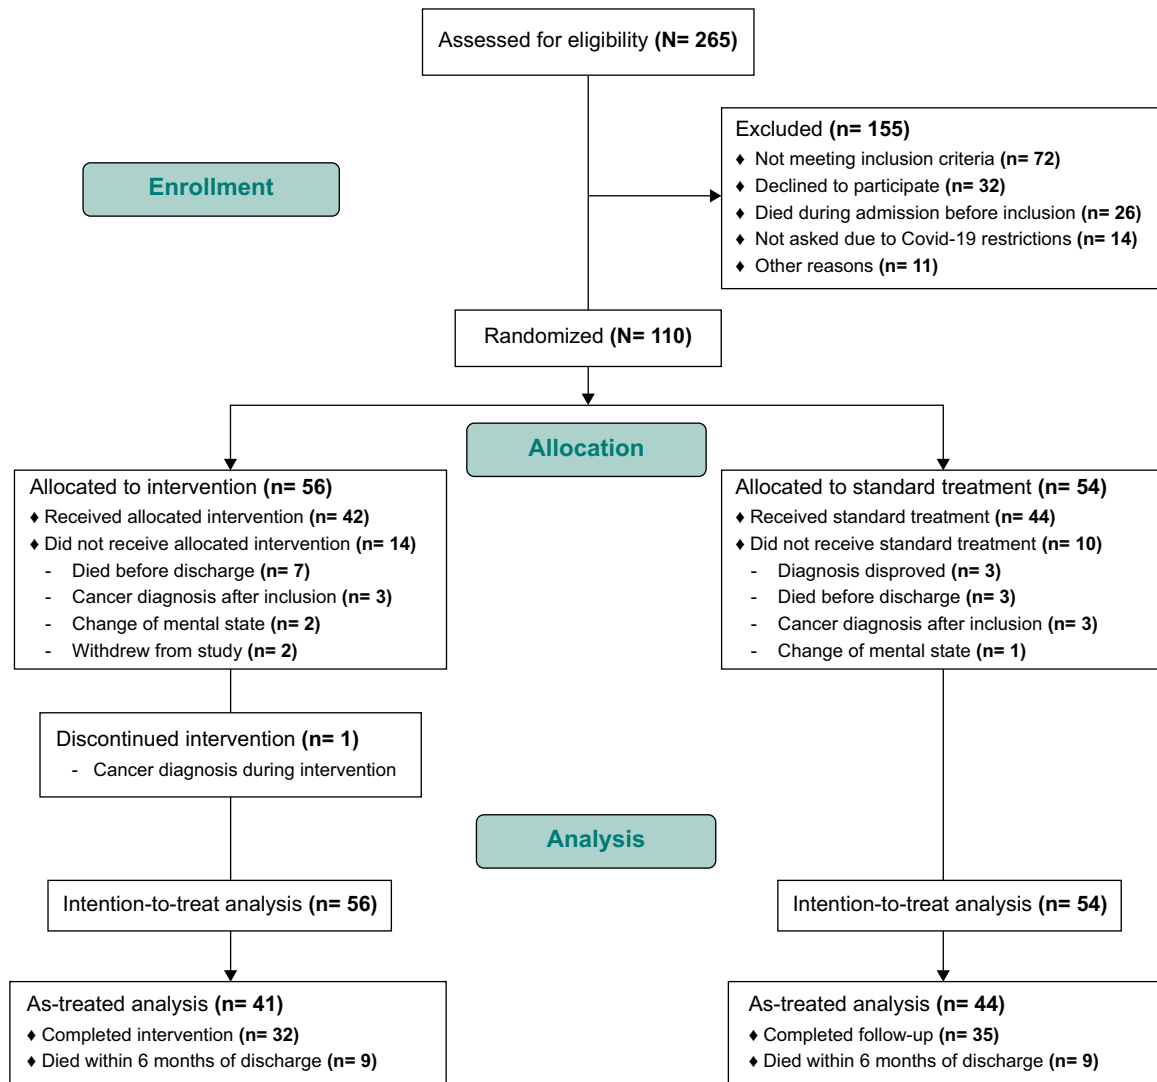 Assessed for eligibility (N= 265)
Excluded (n= 155)
♦ Not meeting inclusion criteria (n= 72)
♦ Declined to participate (n= 32)
♦ Died during admission before inclusion (n= 26)
♦ Not asked due to Covid-19 restrictions (n= 14)
♦ Other reasons (n= 11)
Enrollment
Randomized (N= 110)
Allocation
Allocated to intervention (n= 56)
♦ Received allocated intervention (n= 42)
♦ Did not receive allocated intervention (n= 14)
- Died before discharge (n= 7)
- Cancer diagnosis after inclusion (n= 3)
- Change of mental state (n= 2)
- Withdrew from study (n= 2)
Allocated to standard treatment (n= 54)
♦ Received standard treatment (n= 44)
♦ Did not receive standard treatment (n= 10)
- Diagnosis disproved (n= 3)
- Died before discharge (n= 3)
- Cancer diagnosis after inclusion (n= 3)
- Change of mental state (n= 1)
Discontinued intervention (n= 1)
- Cancer diagnosis during intervention
Analysis
Intention-to-treat analysis (n= 56)
Intention-to-treat analysis (n= 54)
As-treated analysis (n= 41)
♦ Completed intervention (n= 32)
♦ Died within 6 months of discharge (n= 9)
As-treated analysis (n= 44)
♦ Completed follow-up (n= 35)
♦ Died within 6 months of discharge (n= 9)